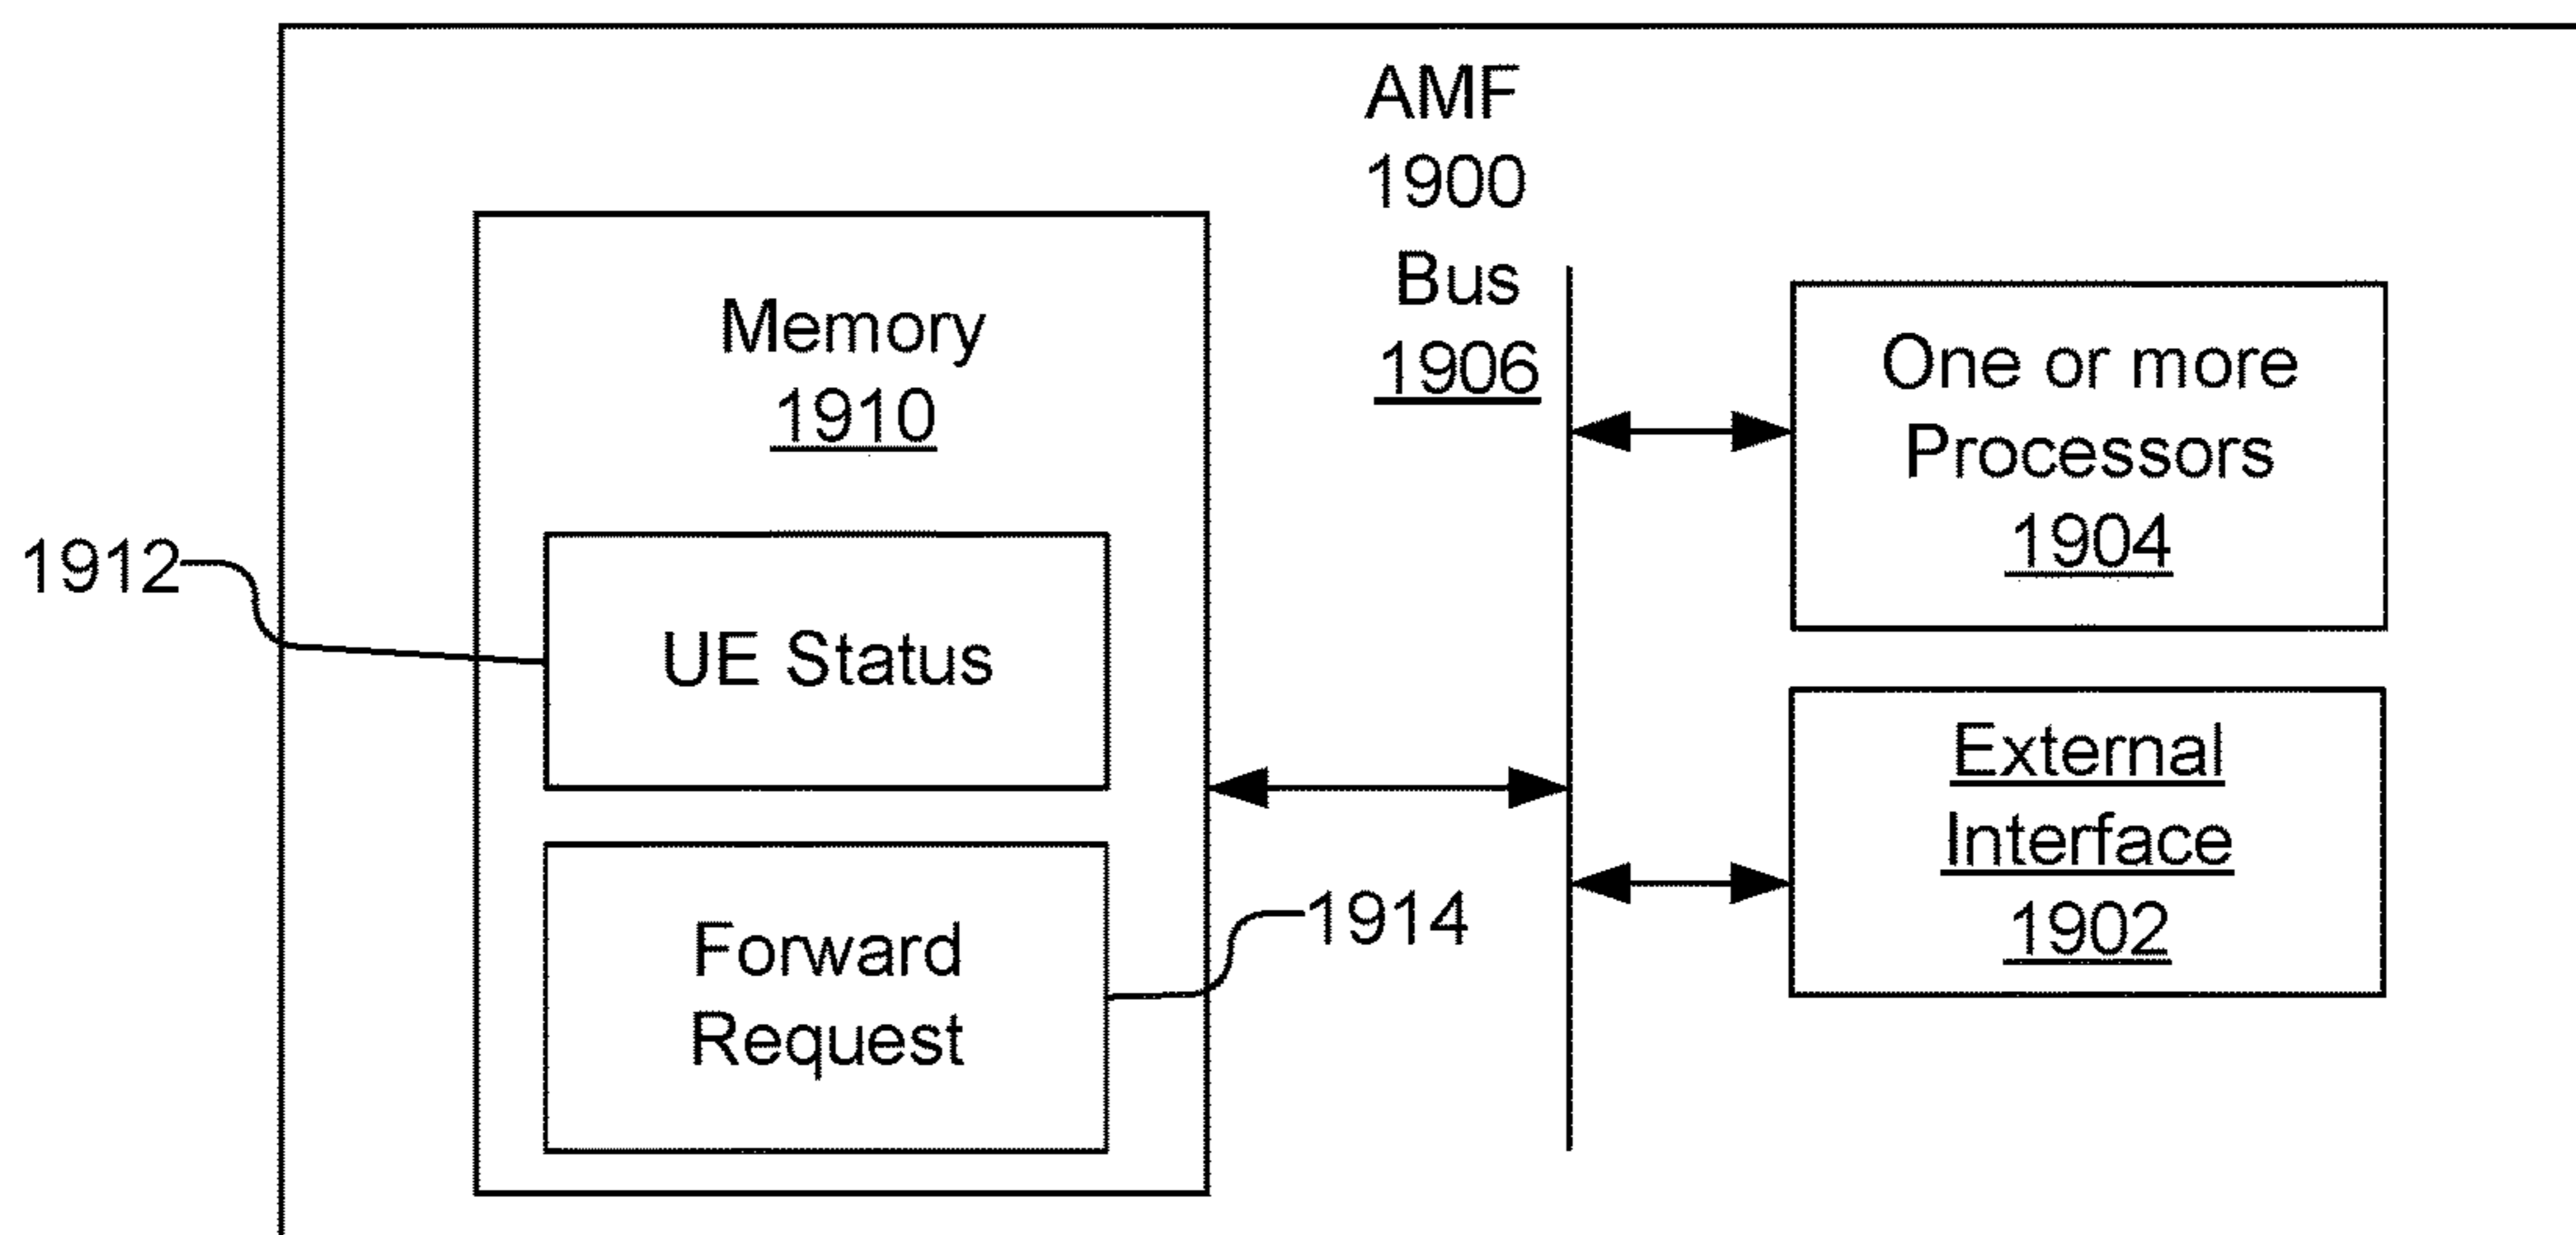 AMF
1900
Bus
1906
Memory
1910
1912
UE Status
Forward
Request
1914
One or more
Processors
1904
External
Interface
1902